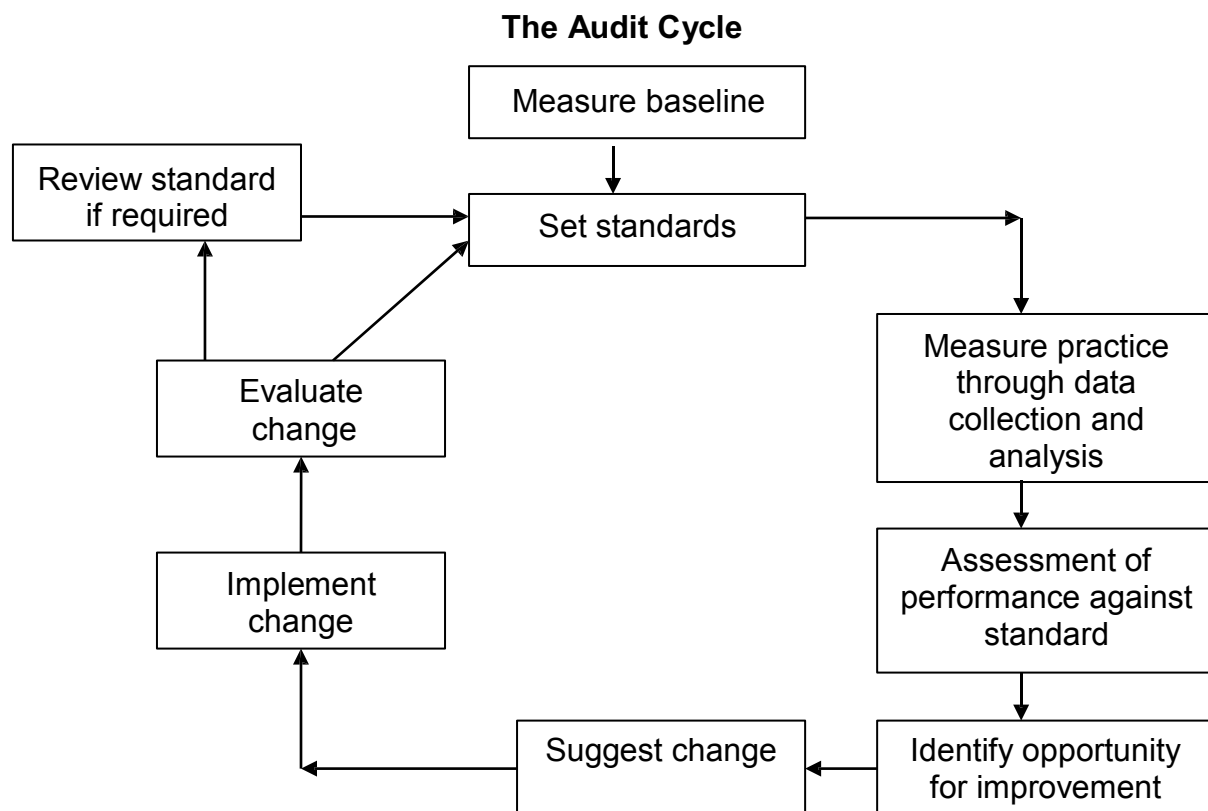 The Audit Cycle
Measure baseline
Review standard
if required
Set standards
Measure practice
through data
collection and
analysis
Evaluate
change
Assessment of
performance against
standard
Implement
change
Suggest change
Identify opportunity
for improvement